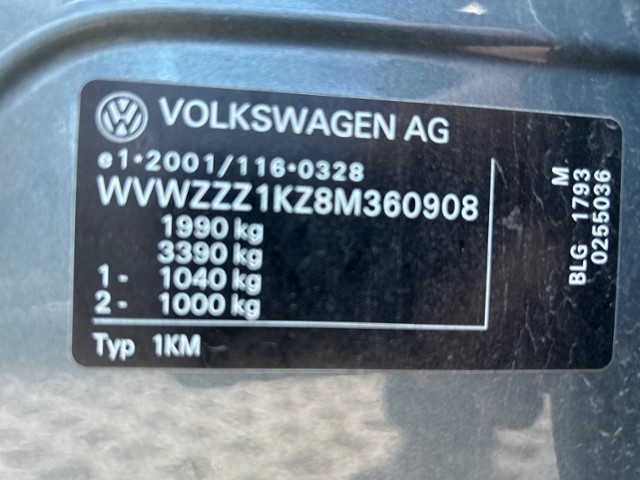 VOLKSWAGEN AG
e1*2001/116*0328
WVWZZZ1KZ8M360908
1990 kg
3390 kg
1- 1040 kg
2- 1000 kg
Typ 1KM
M
BLG 1793
0255036